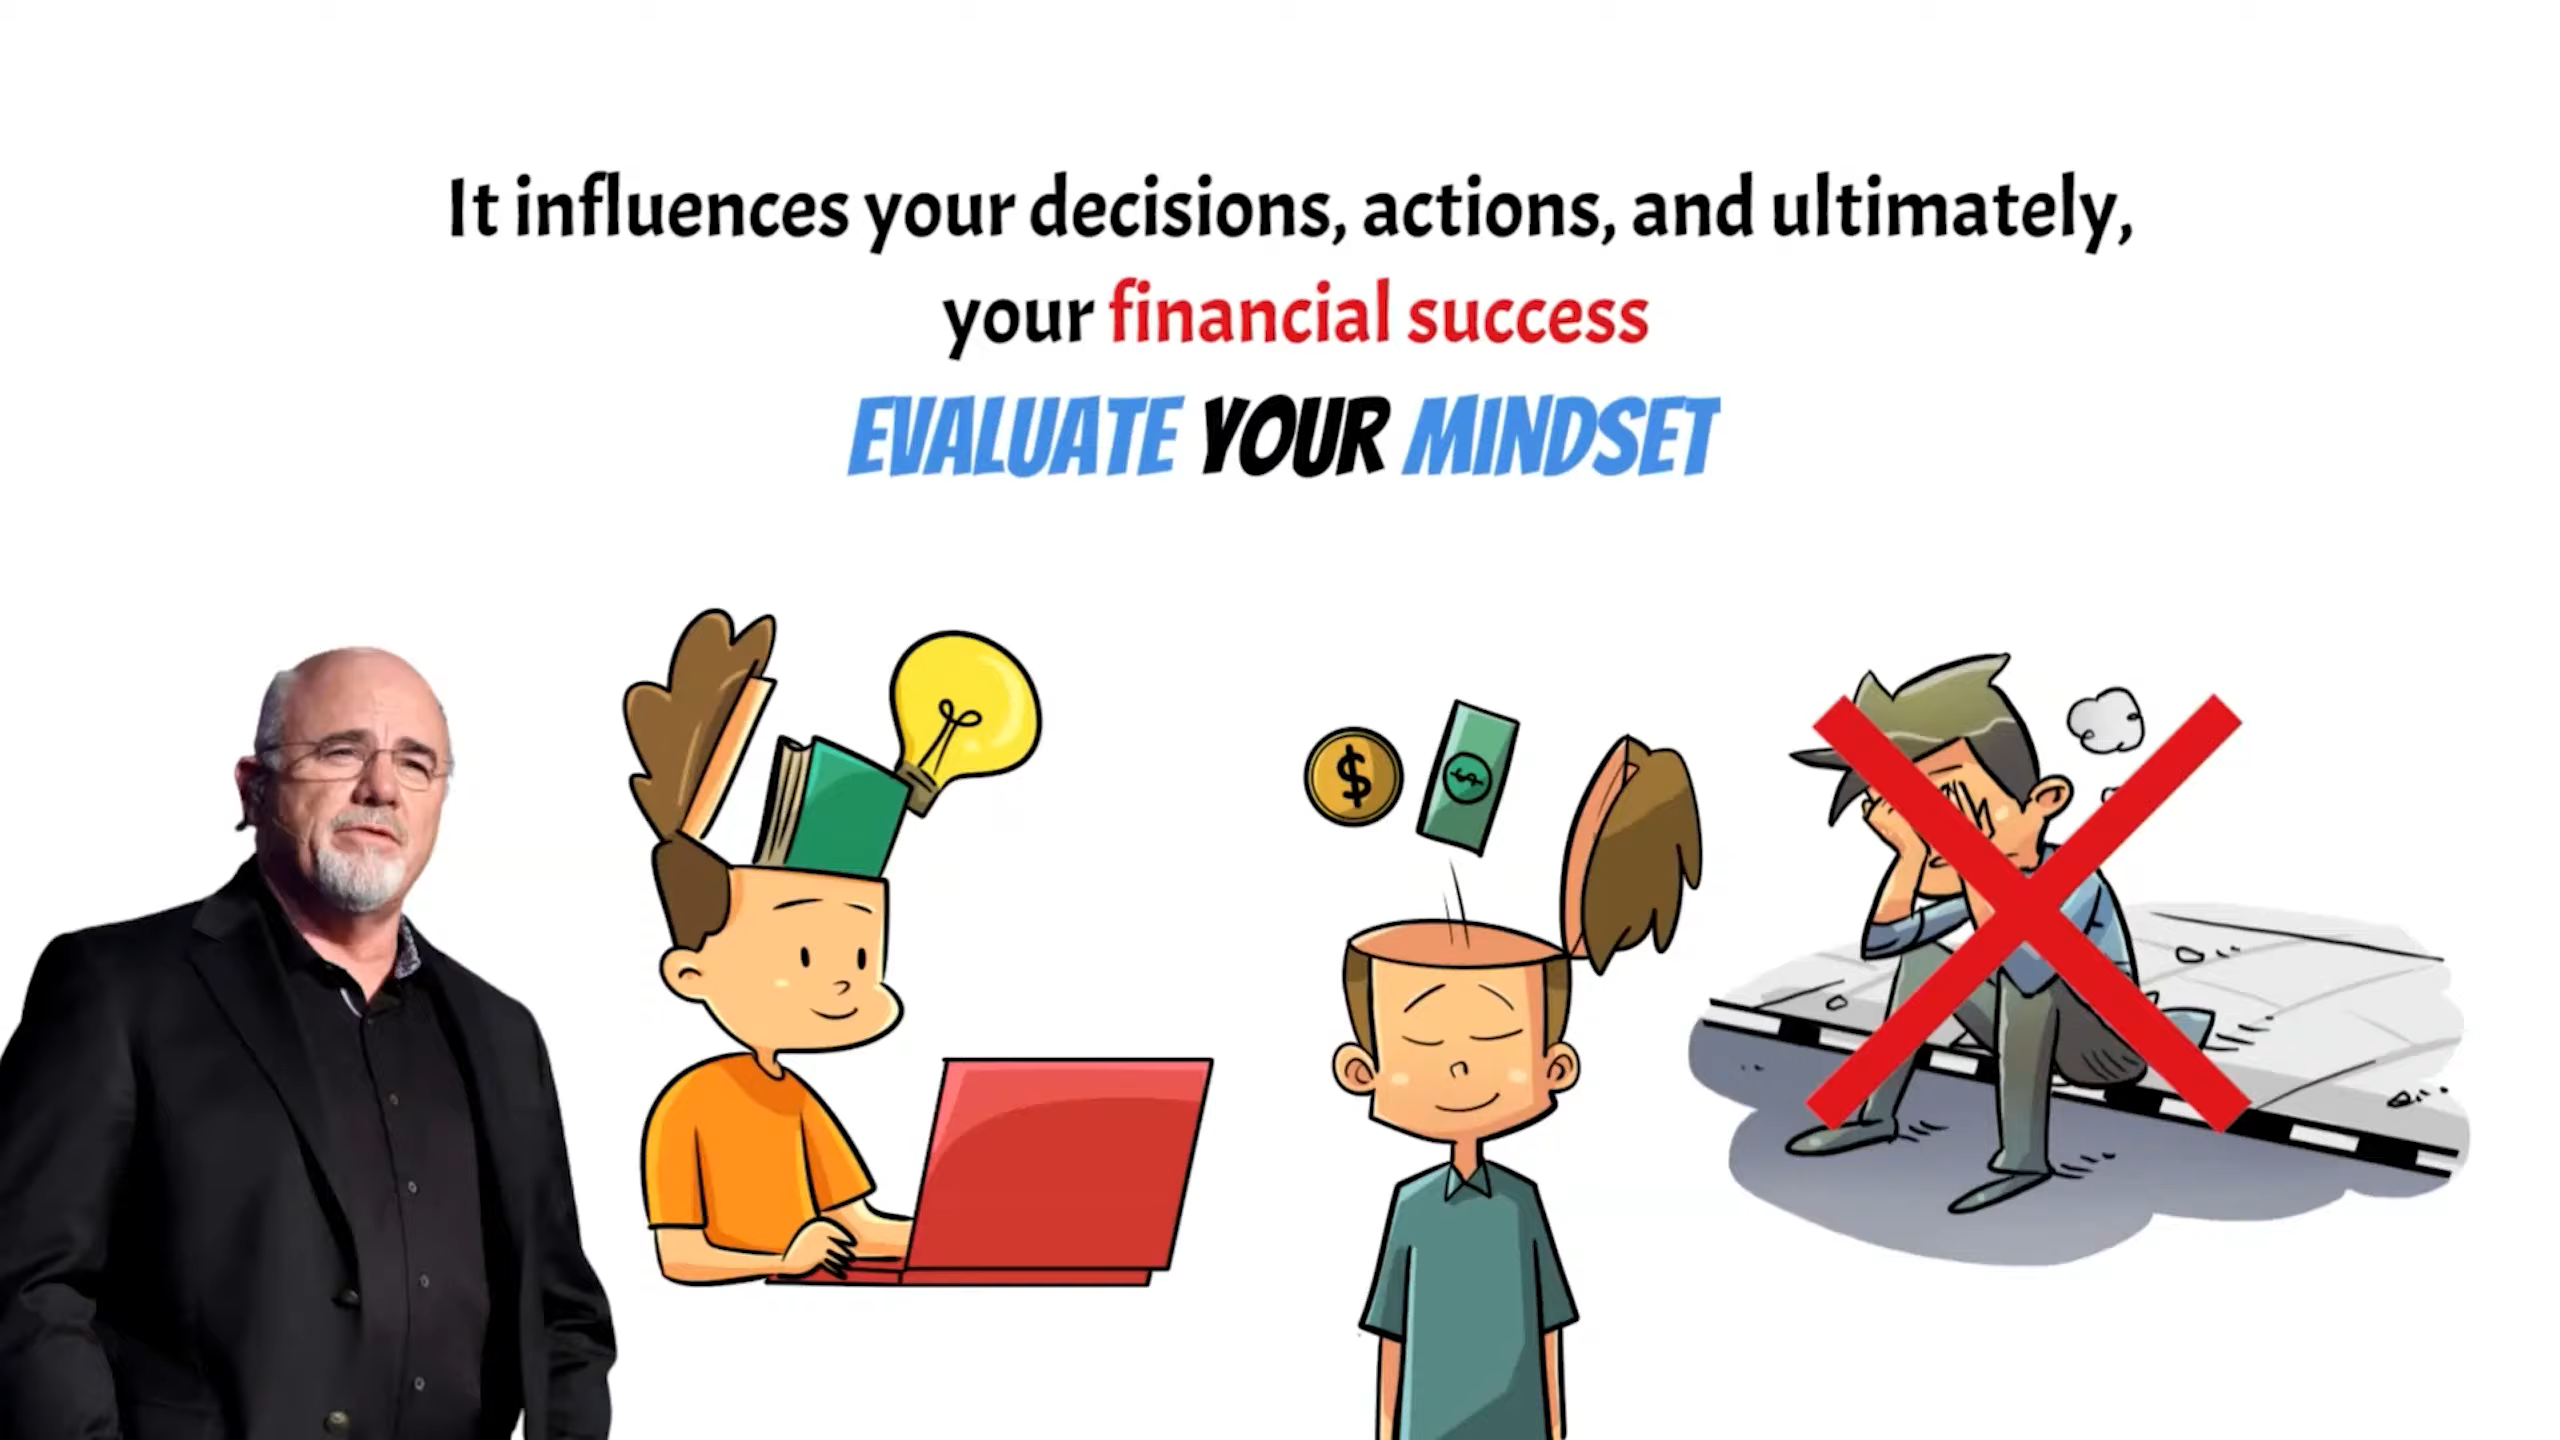 It influences your decisions, actions, and ultimately,
your financial success
EVALUATE YOUR MINDSET
$